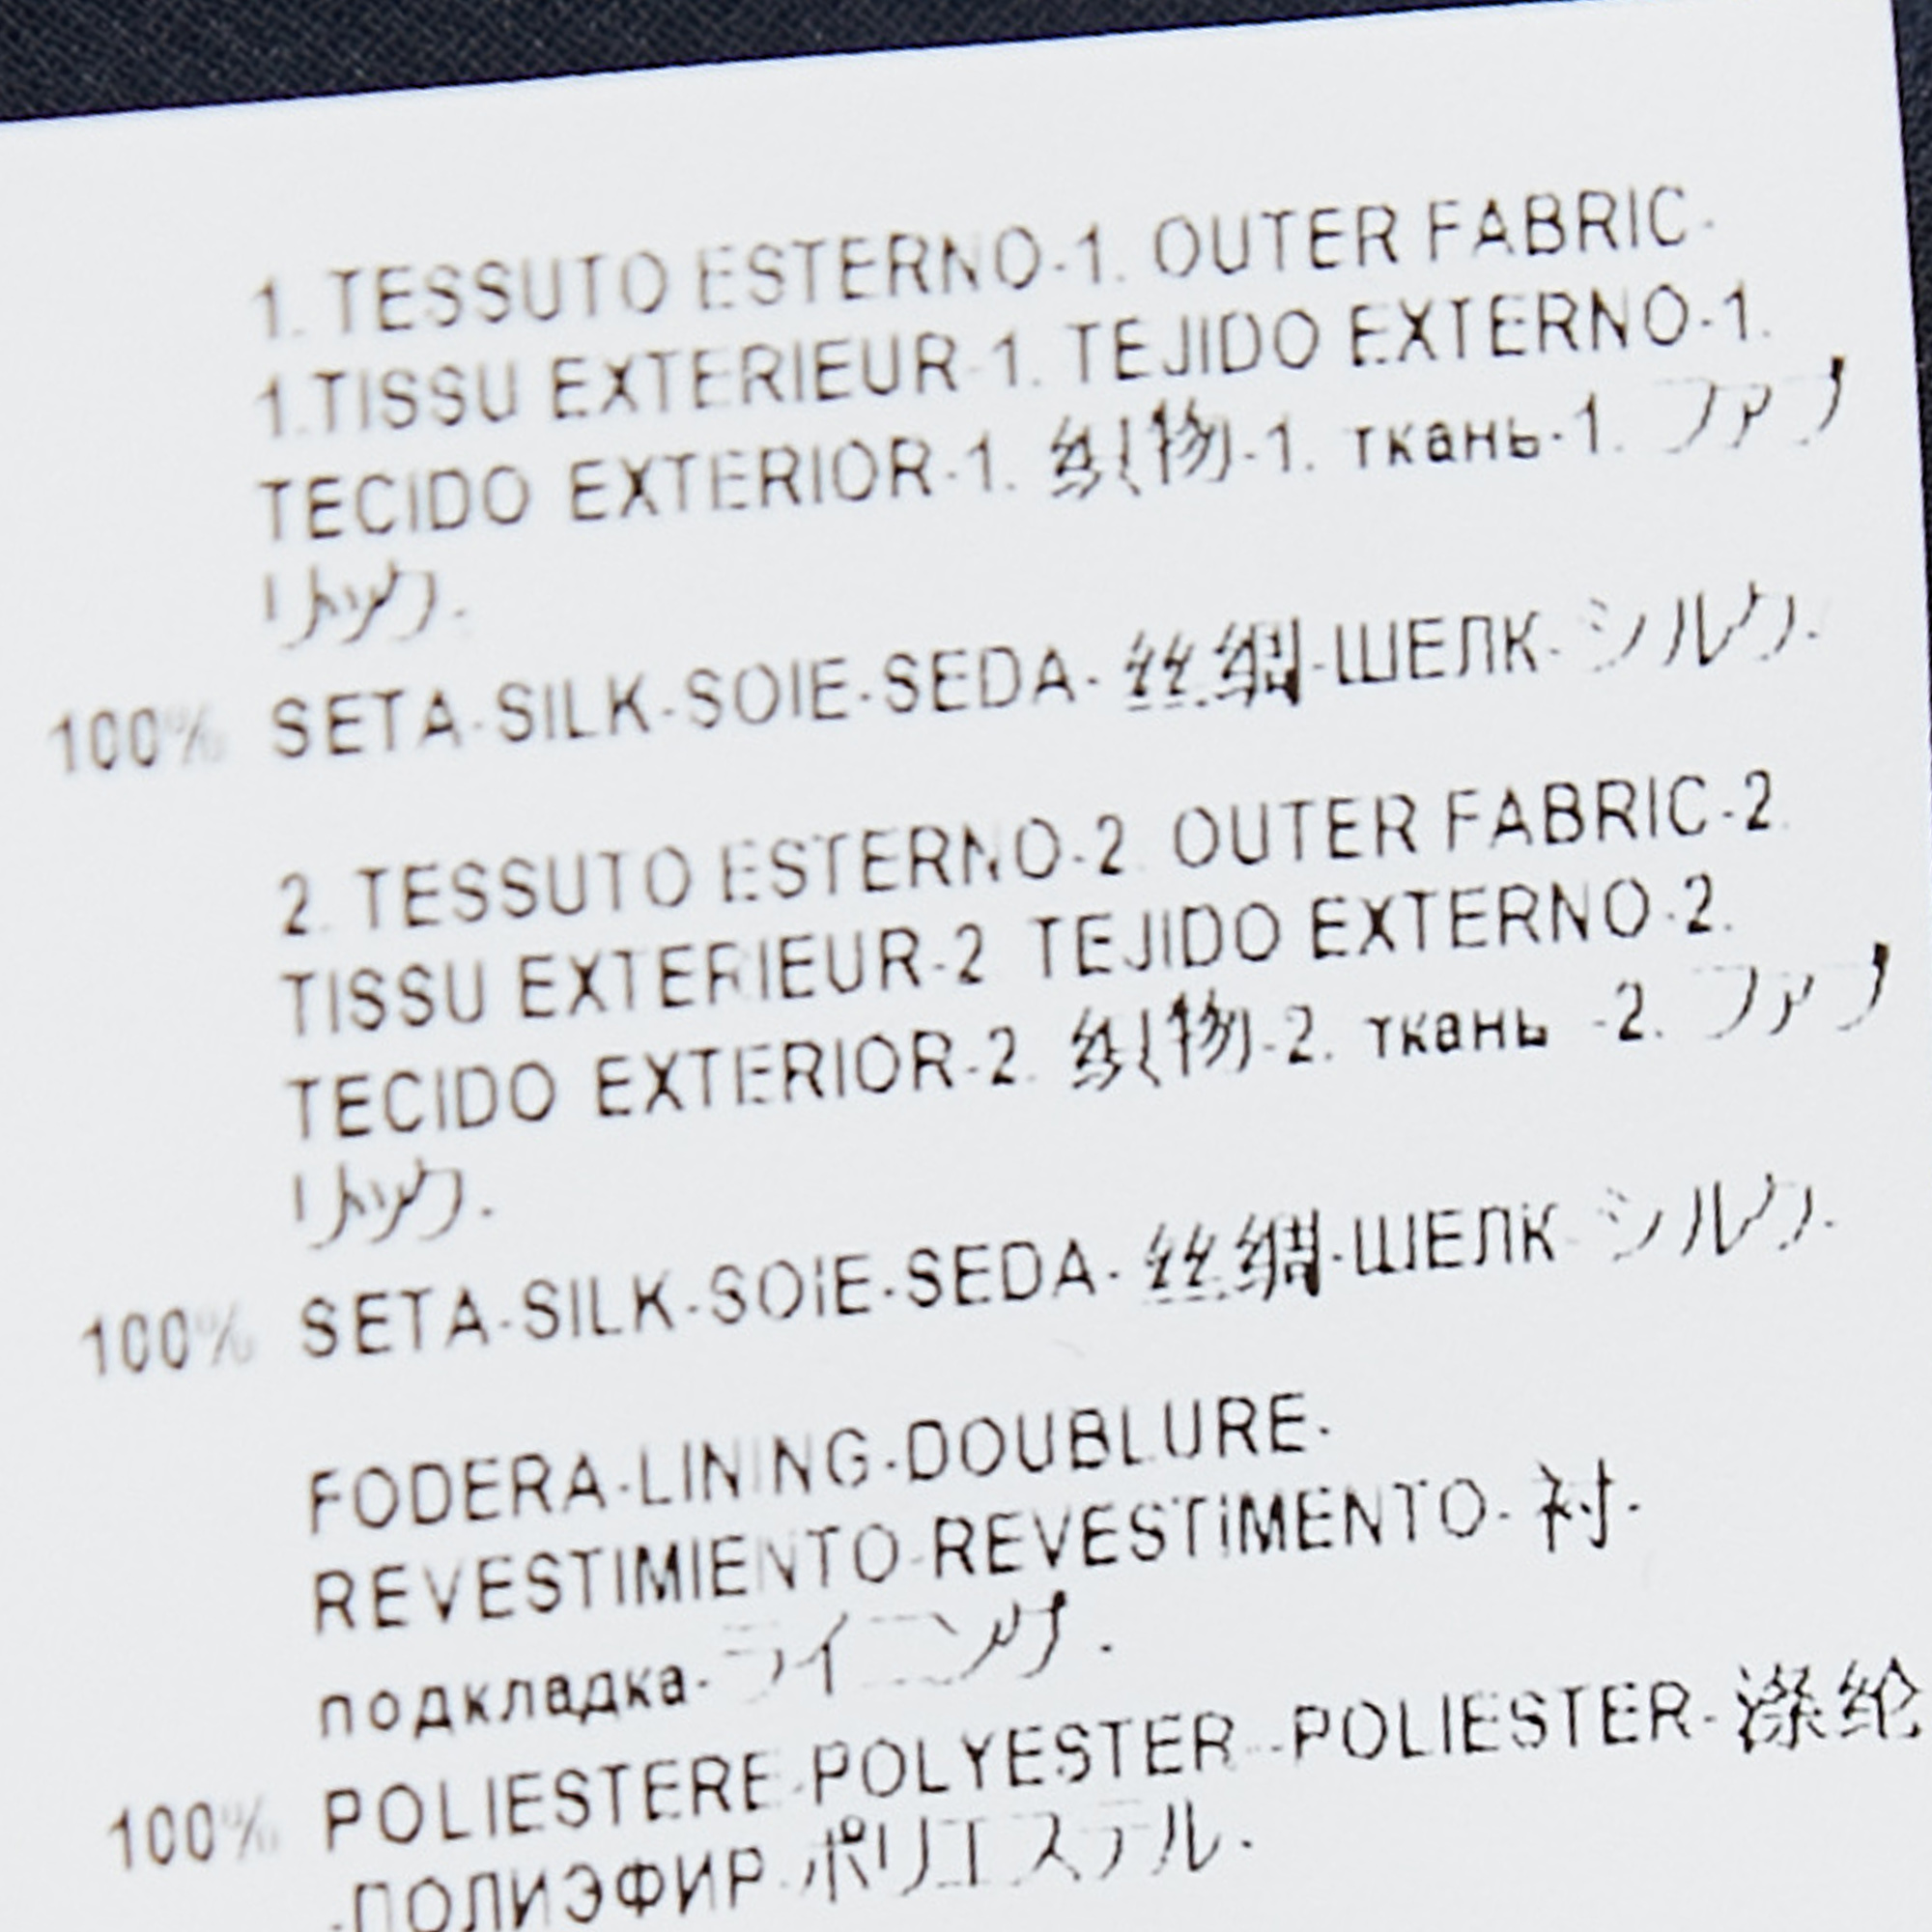 1. TESSUTO ESTERNO-1. OUTER FABRIC-
1.TISSU EXTERIEUR-1. TEJIDO EXTERNO-1.
TECIDO EXTERIOR-1. 织物-1. ткань-1. ファブ
リック.
100% SETA-SILK-SOIE-SEDA-丝绸-ШЕЛК-シルク.
2. TESSUTO ESTERNO-2. OUTER FABRIC-2.
TISSU EXTERIEUR-2 TEJIDO EXTERNO-2.
TECIDO EXTERIOR-2. 织物-2. ткань -2. ファブ
リック.
100% SETA-SILK-SOIE-SEDA-丝绸-ШЕЛК-シルク.
FODERA-LINING-DOUBLURE-
REVESTIMIENTO-REVESTIMENTO-衬-
подкладка-ライニング.
100% POLIESTERE-POLYESTER--POLIESTER-涤纶
-ПОЛИЭФИР-ポリエステル.